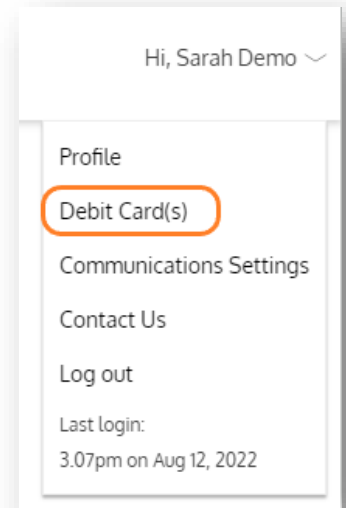 Hi, Sarah Demo
Profile
Debit Card(s)
Communications Settings
Contact Us
Log out
Last login:
3.07pm on Aug 12, 2022